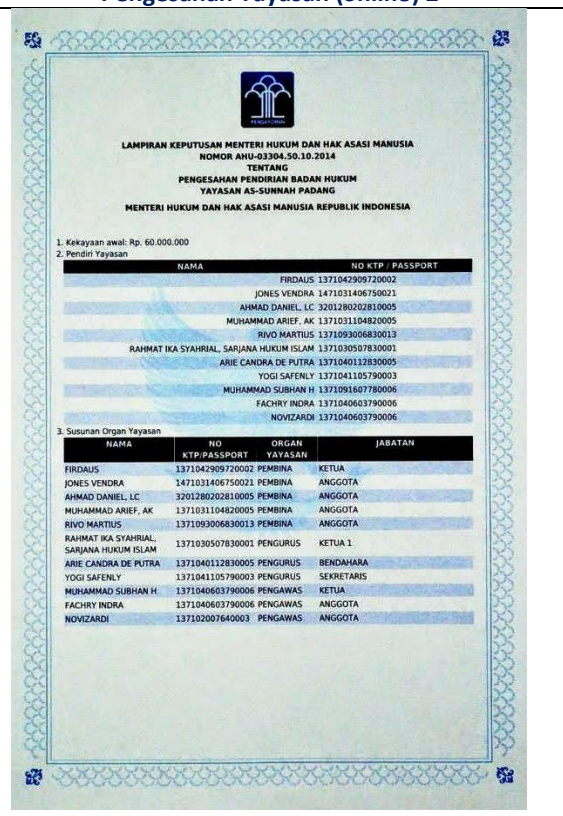 Pengesahan Yayasan (online) 2
PENGAYOMAN
LAMPIRAN KEPUTUSAN MENTERI HUKUM DAN HAK ASASI MANUSIA
NOMOR AHU-03304.50.10.2014
TENTANG
PENGESAHAN PENDIRIAN BADAN HUKUM
YAYASAN AS-SUNNAH PADANG
MENTERI HUKUM DAN HAK ASASI MANUSIA REPUBLIK INDONESIA
1. Kekayaan awal: Rp. 60.000.000
2. Pendiri Yayasan
NAMA NO KTP / PASSPORT
FIRDAUS 1371042909720002
JONES VENDRA 1471031406750021
AHMAD DANIEL, LC 3201280202810005
MUHAMMAD ARIEF, AK 1371031104820005
RIVO MARTIUS 1371093006830013
RAHMAT IKA SYAHRIAL, SARJANA HUKUM ISLAM 1371030507830001
ARIE CANDRA DE PUTRA 1371040112830005
YOGI SAFENLY 1371041105790003
MUHAMMAD SUBHAN H 1371091607780006
FACHRY INDRA 1371040603790006
NOVIZARDI 1371040603790006
3. Susunan Organ Yayasan
NAMA NO KTP/PASSPORT ORGAN YAYASAN JABATAN
FIRDAUS 1371042909720002 PEMBINA KETUA
JONES VENDRA 1471031406750021 PEMBINA ANGGOTA
AHMAD DANIEL, LC 3201280202810005 PEMBINA ANGGOTA
MUHAMMAD ARIEF, AK 1371031104820005 PEMBINA ANGGOTA
RIVO MARTIUS 1371093006830013 PEMBINA ANGGOTA
RAHMAT IKA SYAHRIAL,
SARJANA HUKUM ISLAM 1371030507830001 PENGURUS KETUA 1
ARIE CANDRA DE PUTRA 1371040112830005 PENGURUS BENDAHARA
YOGI SAFENLY 1371041105790003 PENGURUS SEKRETARIS
MUHAMMAD SUBHAN H 1371040603790006 PENGAWAS KETUA
FACHRY INDRA 1371040603790006 PENGAWAS ANGGOTA
NOVIZARDI 137102007640003 PENGAWAS ANGGOTA